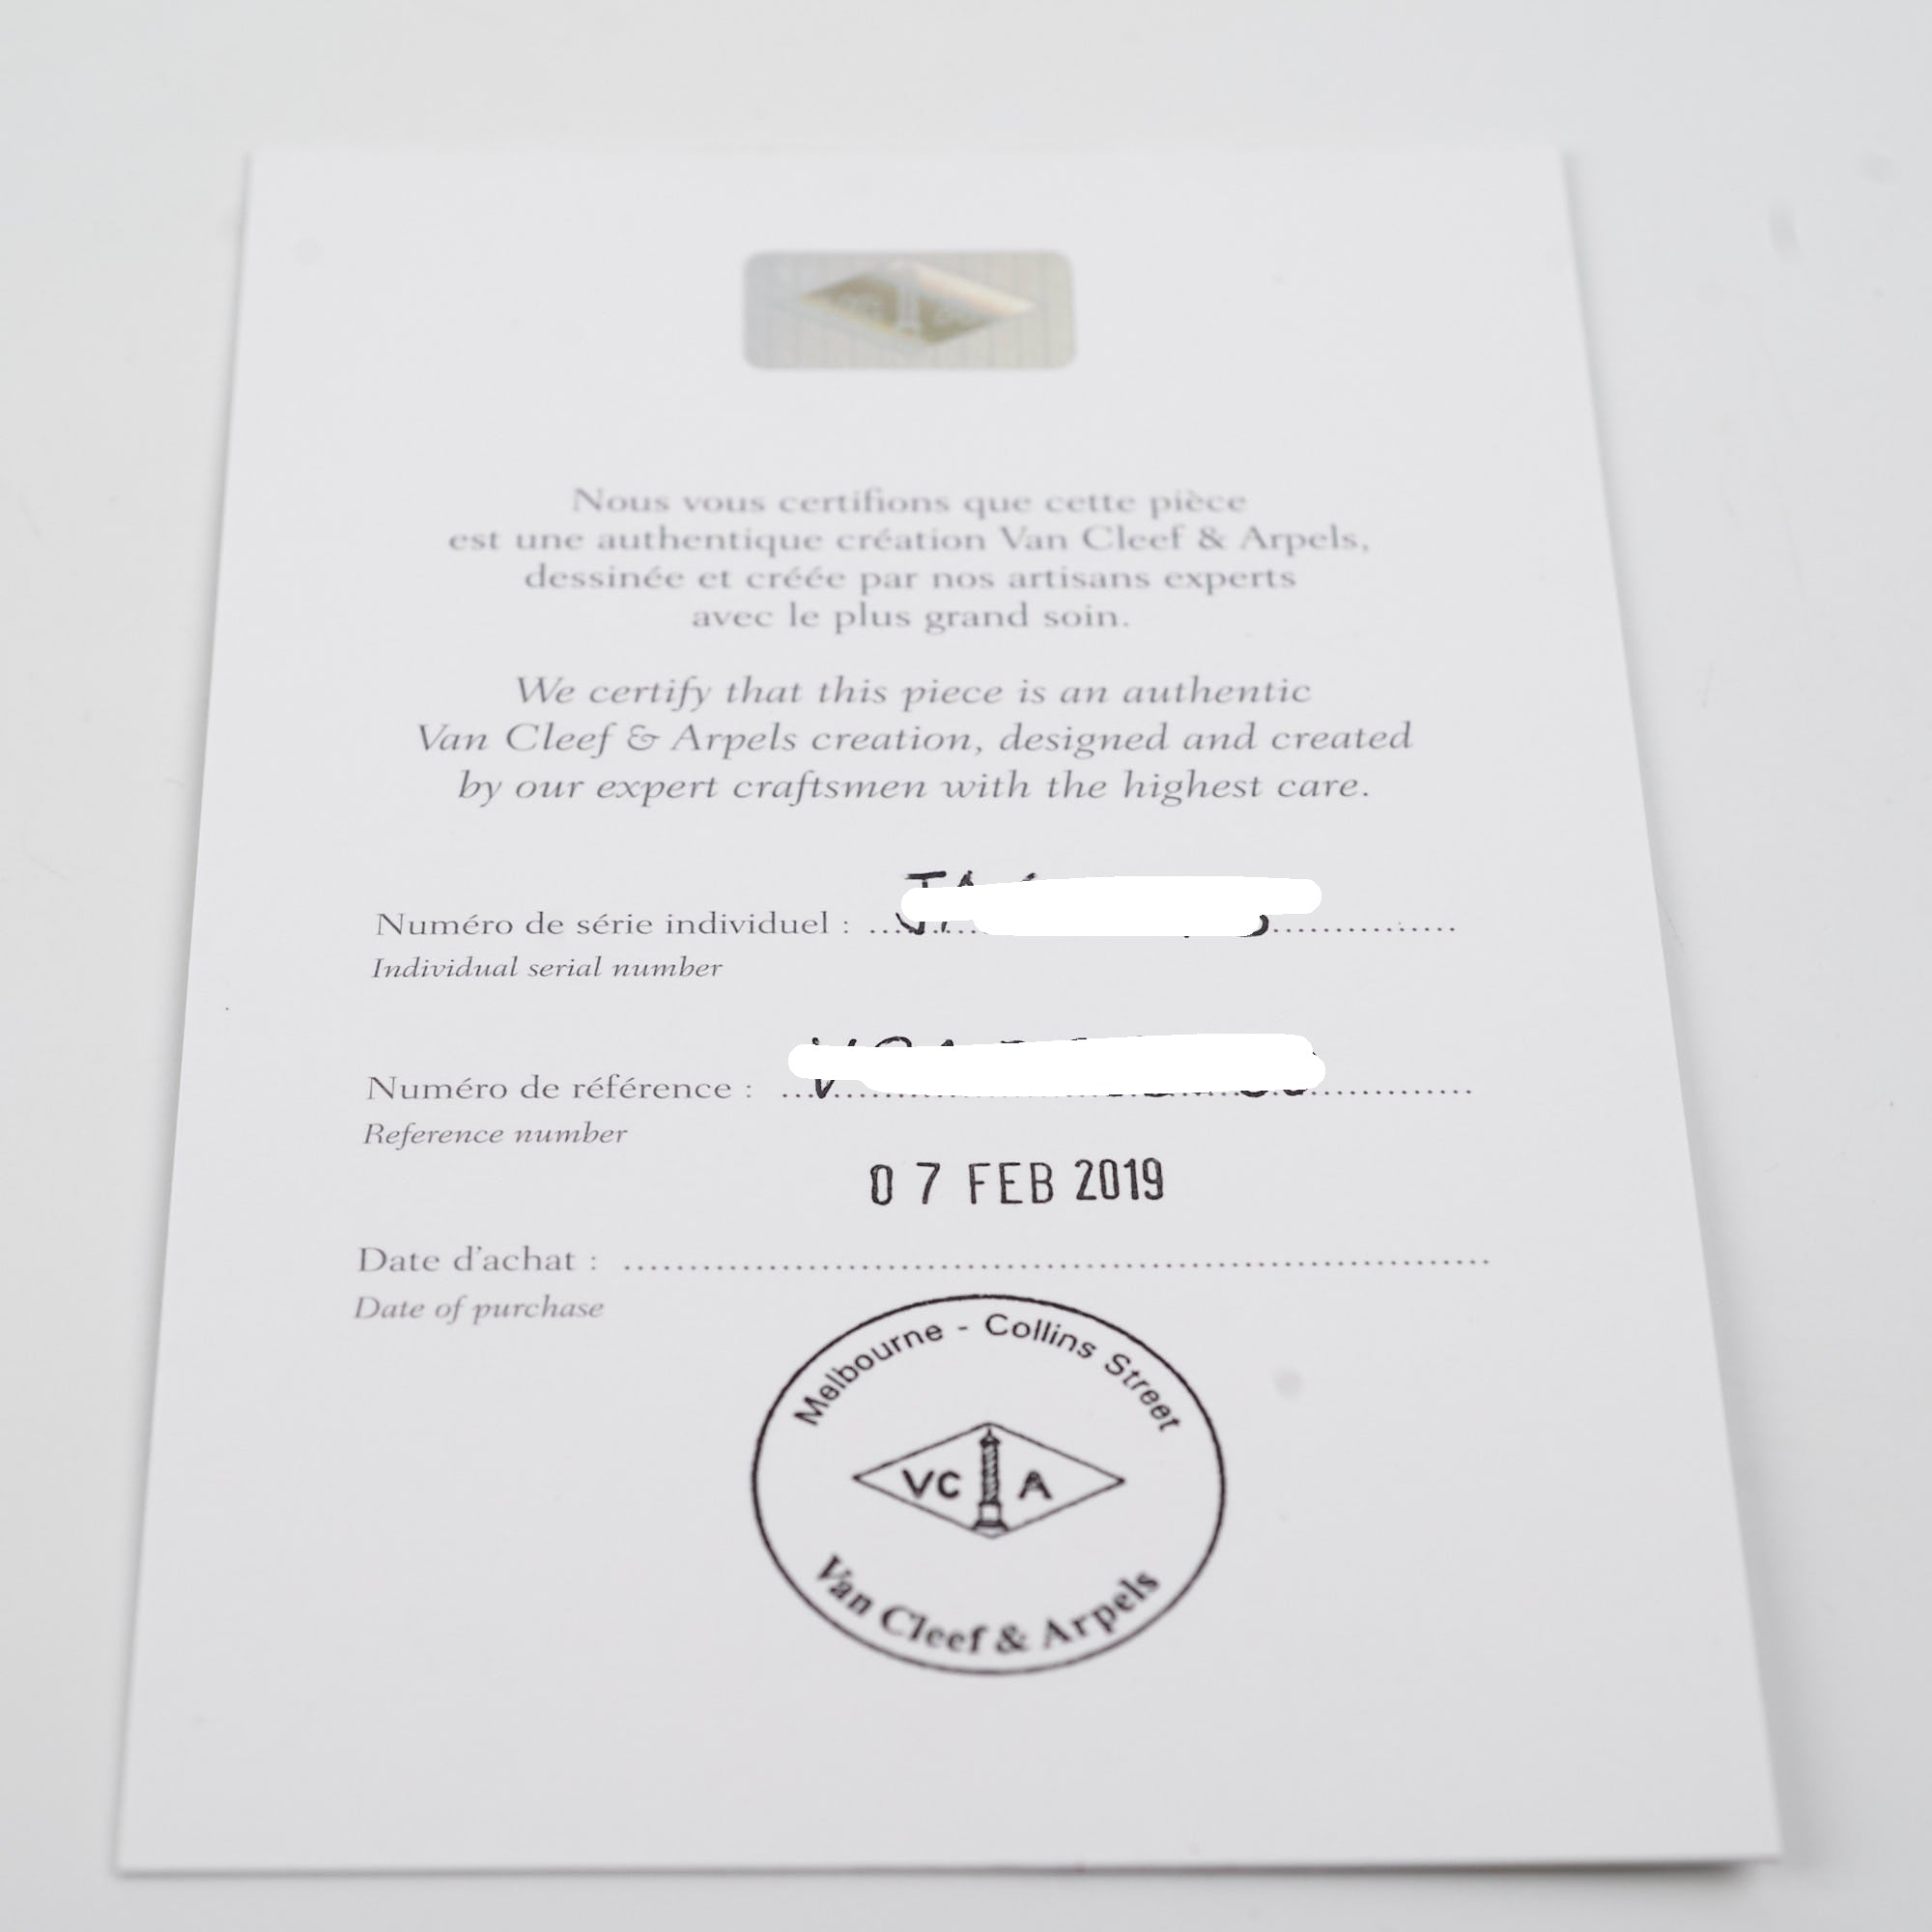 Nous vous certifions que cette pièce
est une authentique création Van Cleef & Arpels,
dessinée et créée par nos artisans experts
avec le plus grand soin.
We certify that this piece is an authentic
Van Cleef & Arpels creation, designed and created
by our expert craftsmen with the highest care.
Numéro de série individuel :
Individual serial number
Numéro de référence :
Reference number
07 FEB 2019
Date d'achat :
Date of purchase
Melbourne - Collins Street
VC A
Van Cleef & Arpels